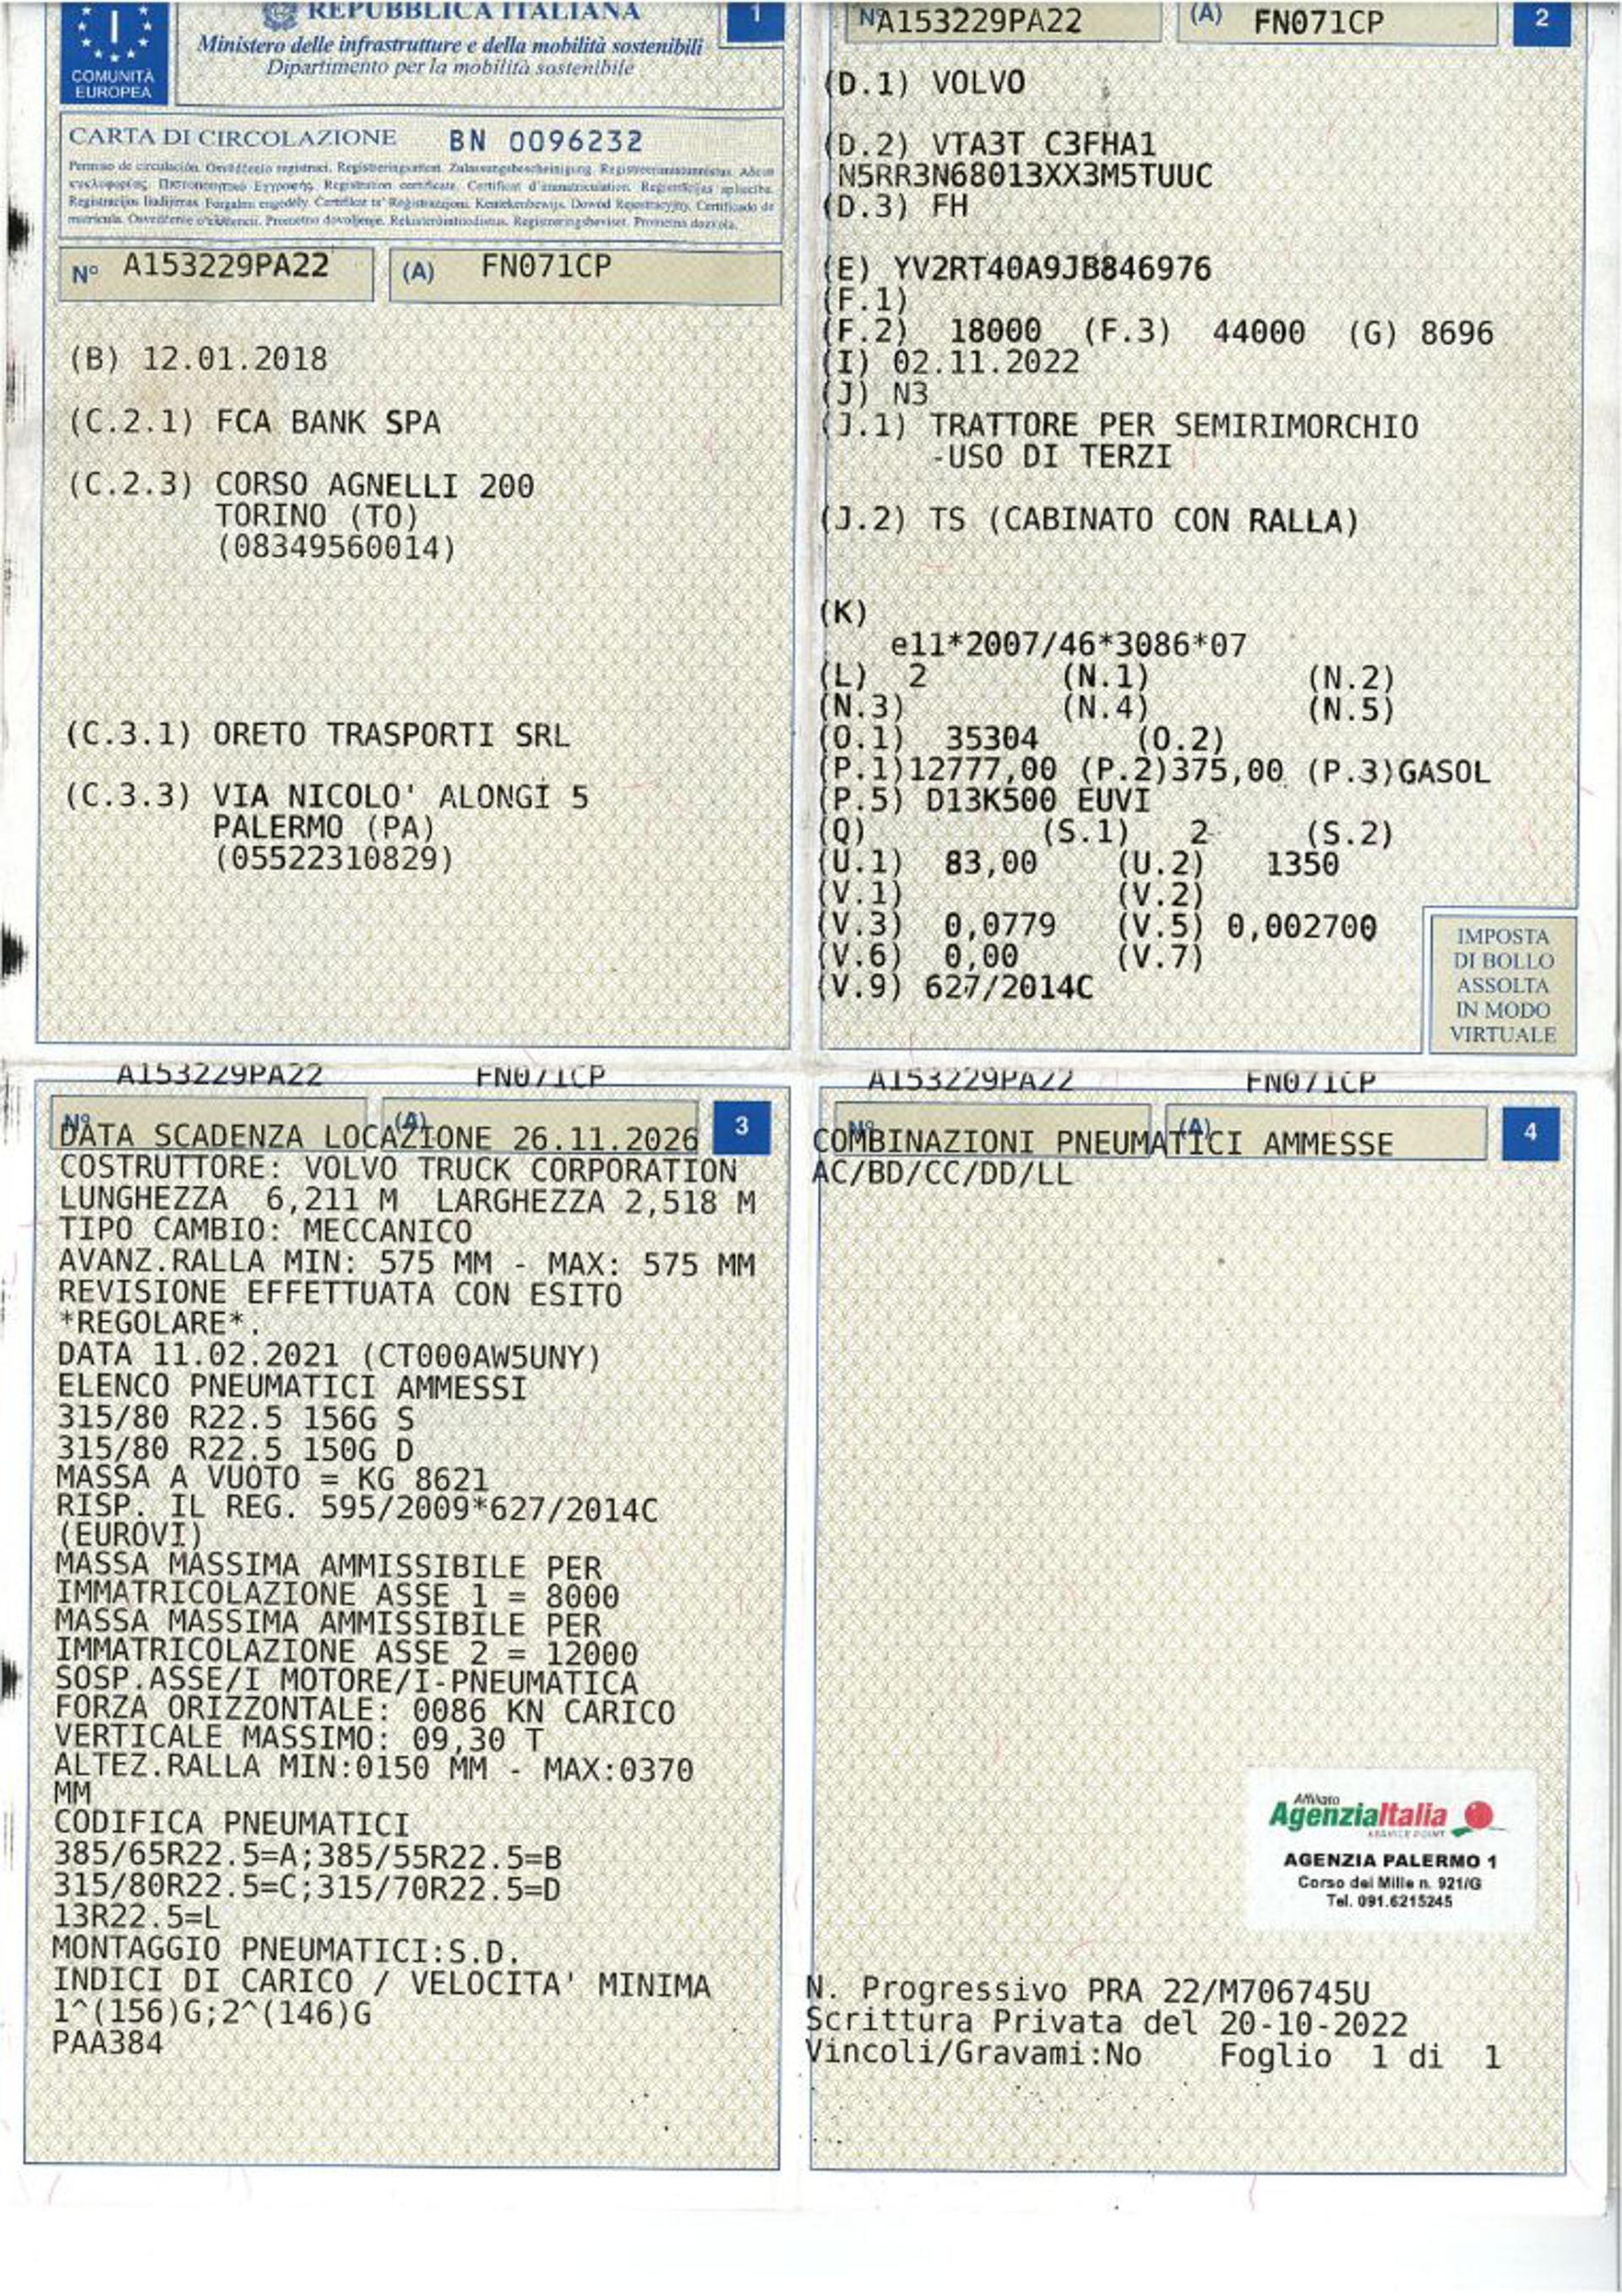 REPUBBLICA ITALIANA
Ministero delle infrastrutture e della mobilità sostenibili
Dipartimento per la mobilità sostenibile
I
COMUNITÀ
EUROPEA
1
CARTA DI CIRCOLAZIONE BN 0096232
Nº A153229PA22 (A) FN071CP
(B) 12.01.2018
(C.2.1) FCA BANK SPA
(C.2.3) CORSO AGNELLI 200
TORINO (TO)
(08349560014)
(C.3.1) ORETO TRASPORTI SRL
(C.3.3) VIA NICOLO' ALONGI 5
PALERMO (PA)
(05522310829)
Nº A153229PA22 (A) FN071CP 2
(D.1) VOLVO
(D.2) VTA3T C3FHA1
N5RR3N68013XX3M5TUUC
(D.3) FH
(E) YV2RT40A9JB846976
(F.1)
(F.2) 18000 (F.3) 44000 (G) 8696
(I) 02.11.2022
(J) N3
(J.1) TRATTORE PER SEMIRIMORCHIO
-USO DI TERZI
(J.2) TS (CABINATO CON RALLA)
(K)
e11*2007/46*3086*07
(L) 2 (N.1) (N.2)
(N.3) (N.4) (N.5)
(O.1) 35304 (O.2)
(P.1)12777,00 (P.2)375,00 (P.3)GASOL
(P.5) D13K500 EUVI
(Q) (S.1) 2 (S.2)
(U.1) 83,00 (U.2) 1350
(V.1) (V.2)
(V.3) 0,0779 (V.5) 0,002700
(V.6) 0,00 (V.7)
(V.9) 627/2014C
IMPOSTA
DI BOLLO
ASSOLTA
IN MODO
VIRTUALE
A153229PA22 FN071CP
Nº (A) 3
DATA SCADENZA LOCAZIONE 26.11.2026
COSTRUTTORE: VOLVO TRUCK CORPORATION
LUNGHEZZA 6,211 M LARGHEZZA 2,518 M
TIPO CAMBIO: MECCANICO
AVANZ.RALLA MIN: 575 MM - MAX: 575 MM
REVISIONE EFFETTUATA CON ESITO
*REGOLARE*.
DATA 11.02.2021 (CT000AW5UNY)
ELENCO PNEUMATICI AMMESSI
315/80 R22.5 156G S
315/80 R22.5 150G D
MASSA A VUOTO = KG 8621
RISP. IL REG. 595/2009*627/2014C
(EUROVI)
MASSA MASSIMA AMMISSIBILE PER
IMMATRICOLAZIONE ASSE 1 = 8000
MASSA MASSIMA AMMISSIBILE PER
IMMATRICOLAZIONE ASSE 2 = 12000
SOSP.ASSE/I MOTORE/I-PNEUMATICA
FORZA ORIZZONTALE: 0086 KN CARICO
VERTICALE MASSIMO: 09,30 T
ALTEZ.RALLA MIN:0150 MM - MAX:0370
MM
CODIFICA PNEUMATICI
385/65R22.5=A;385/55R22.5=B
315/80R22.5=C;315/70R22.5=D
13R22.5=L
MONTAGGIO PNEUMATICI:S.D.
INDICI DI CARICO / VELOCITA' MINIMA
1^(156)G;2^(146)G
PAA384
A153229PA22 FN071CP
Nº (A) 4
COMBINAZIONI PNEUMATICI AMMESSE
AC/BD/CC/DD/LL
Affiliato
AgenziaItalia
SERVICE POINT
AGENZIA PALERMO 1
Corso dei Mille n. 921/G
Tel. 091.6215245
N. Progressivo PRA 22/M706745U
Scrittura Privata del 20-10-2022
Vincoli/Gravami:No Foglio 1 di 1